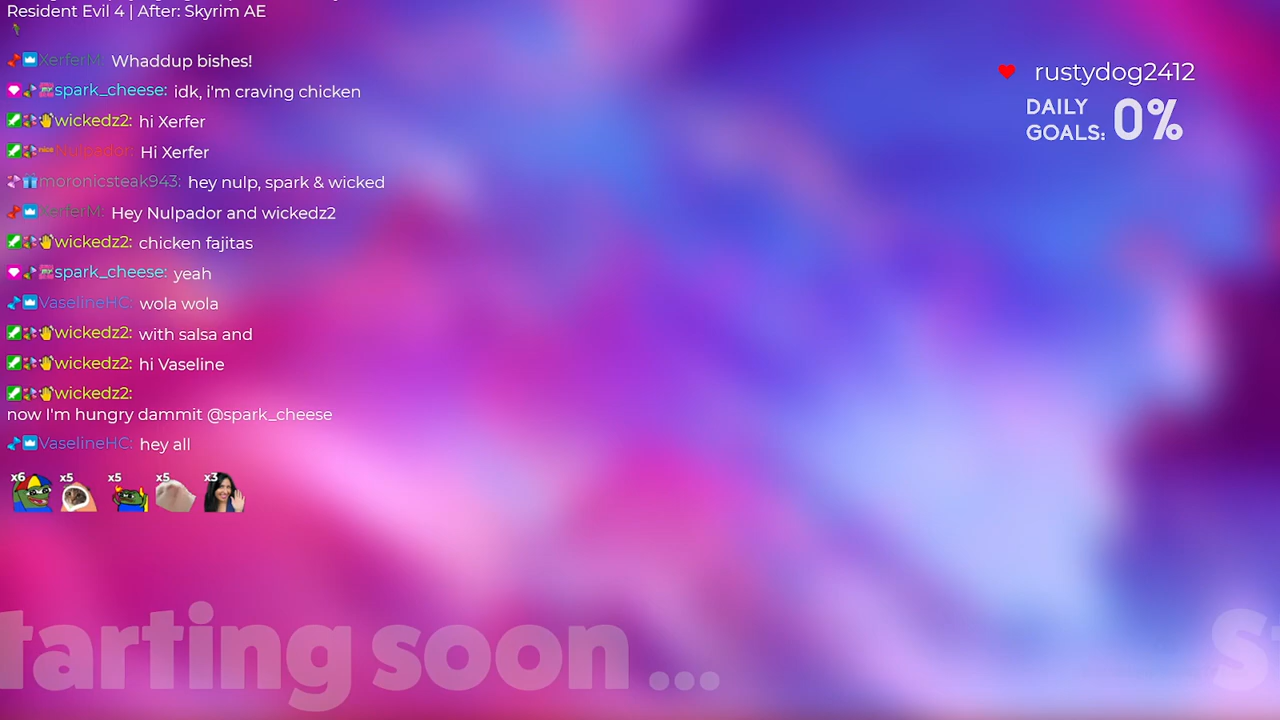 Resident Evil 4 | After: Skyrim AE
XerferM: Whaddup bishes!
spark_cheese: idk, i'm craving chicken
wickedz2: hi Xerfer
Nulpador: Hi Xerfer
moronicsteak943: hey nulp, spark & wicked
XerferM: Hey Nulpador and wickedz2
wickedz2: chicken fajitas
spark_cheese: yeah
VaselineHC: wola wola
wickedz2: with salsa and
wickedz2: hi Vaseline
wickedz2:
now I'm hungry dammit @spark_cheese
VaselineHC: hey all
x6 x5 x5 x5 x3
rustydog2412
DAILY
GOALS: 0%
tarting soon ... St